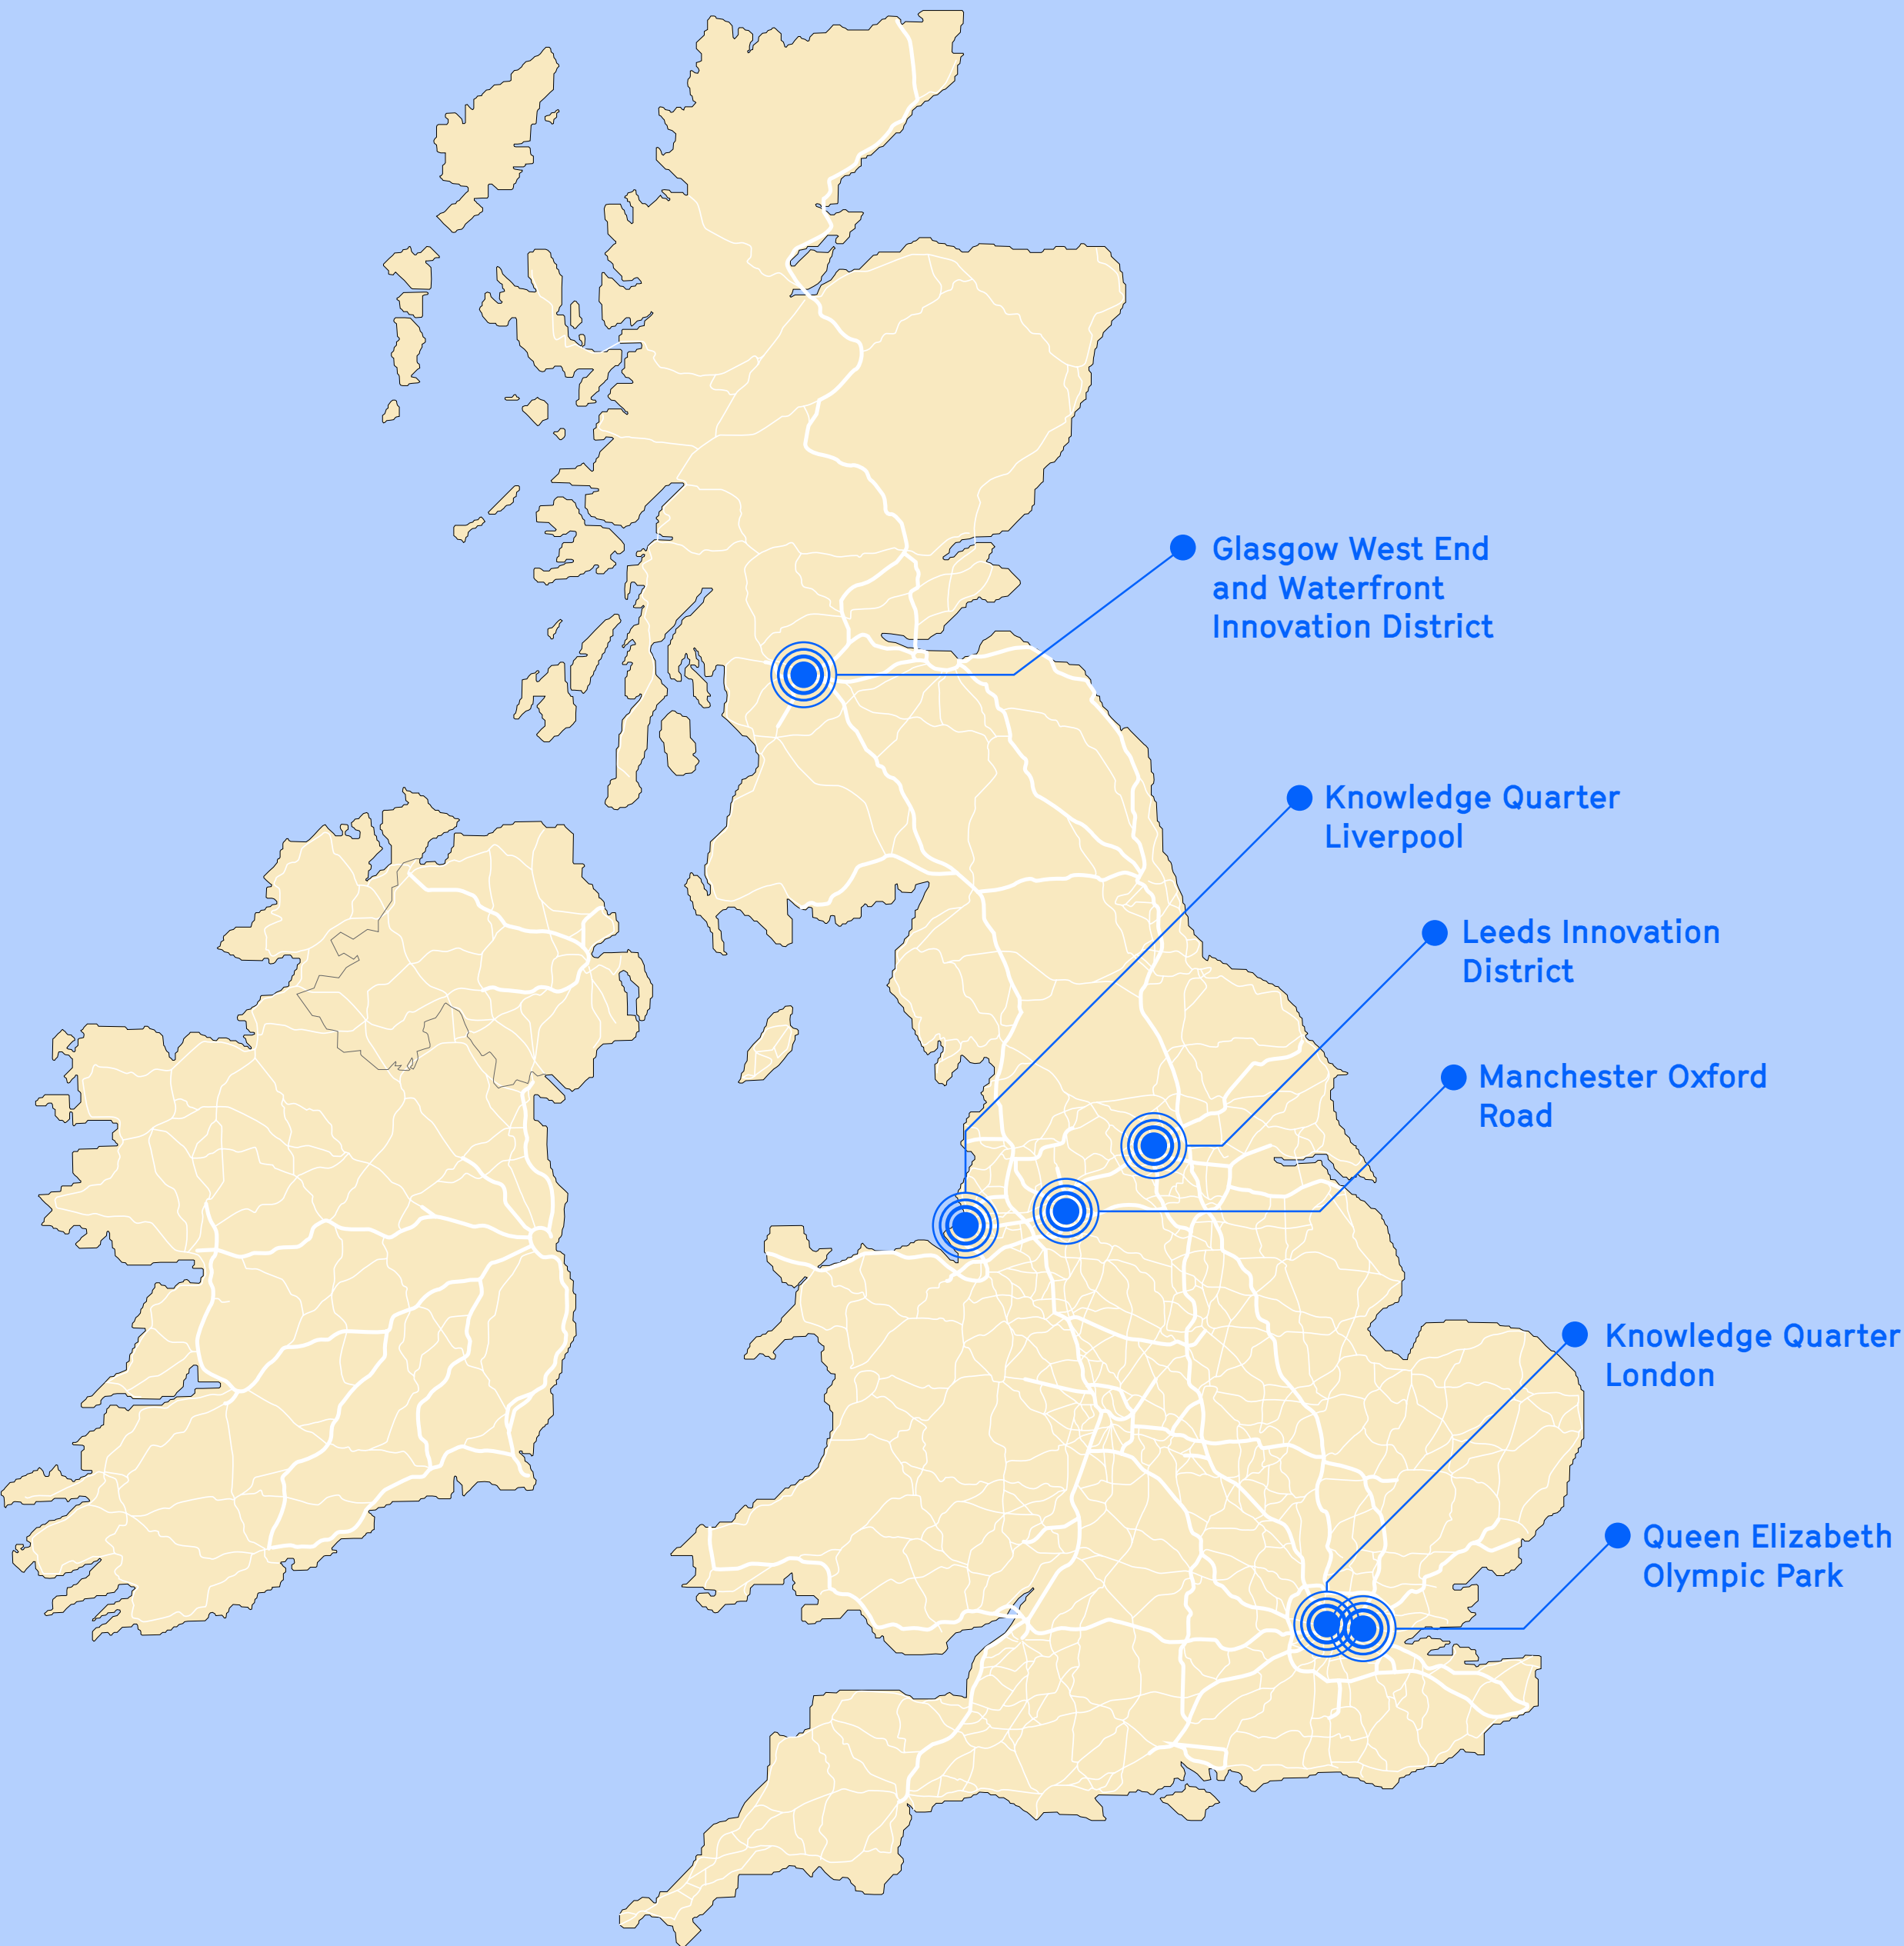 Glasgow West End
and Waterfront
Innovation District
Knowledge Quarter
Liverpool
Leeds Innovation
District
Manchester Oxford
Road
Knowledge Quarter
London
Queen Elizabeth
Olympic Park